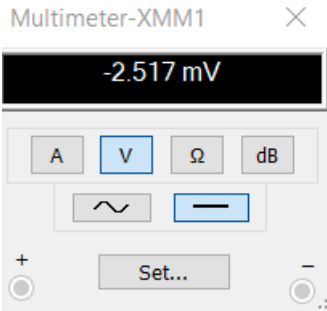 Multimeter-XMM1
-2.517 mV
A V Ω dB
+ Set... –